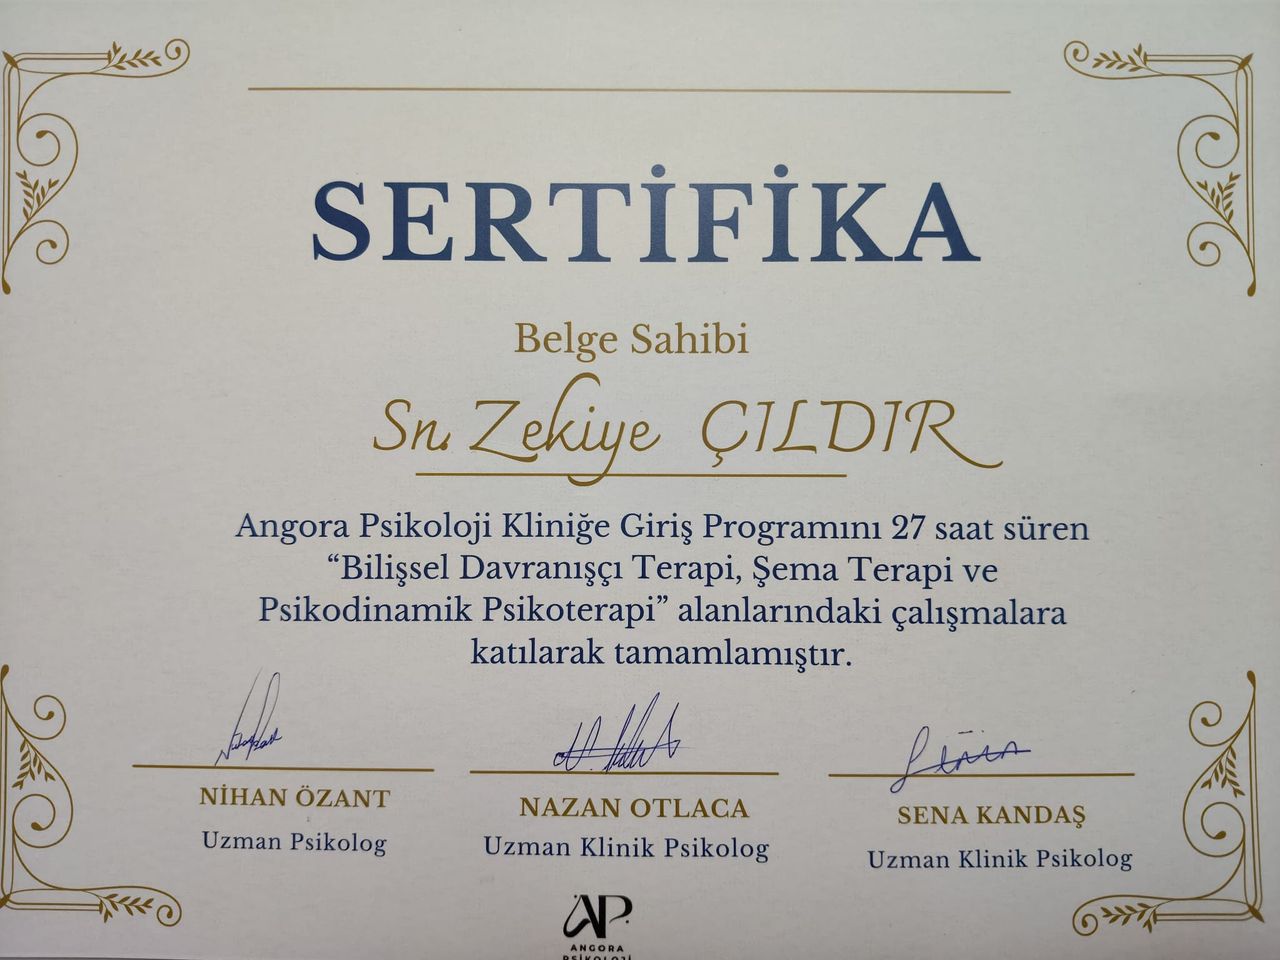 SERTİFİKA
Belge Sahibi
Sn. Zekiye ÇILDIR
Angora Psikoloji Kliniğe Giriş Programını 27 saat süren
“Bilişsel Davranışçı Terapi, Şema Terapi ve
Psikodinamik Psikoterapi” alanlarındaki çalışmalara
katılarak tamamlamıştır.
NİHAN ÖZANT
Uzman Psikolog
NAZAN OTLACA
Uzman Klinik Psikolog
SENA KANDAŞ
Uzman Klinik Psikolog
AP
ANGORA
PSİKOLOJİ